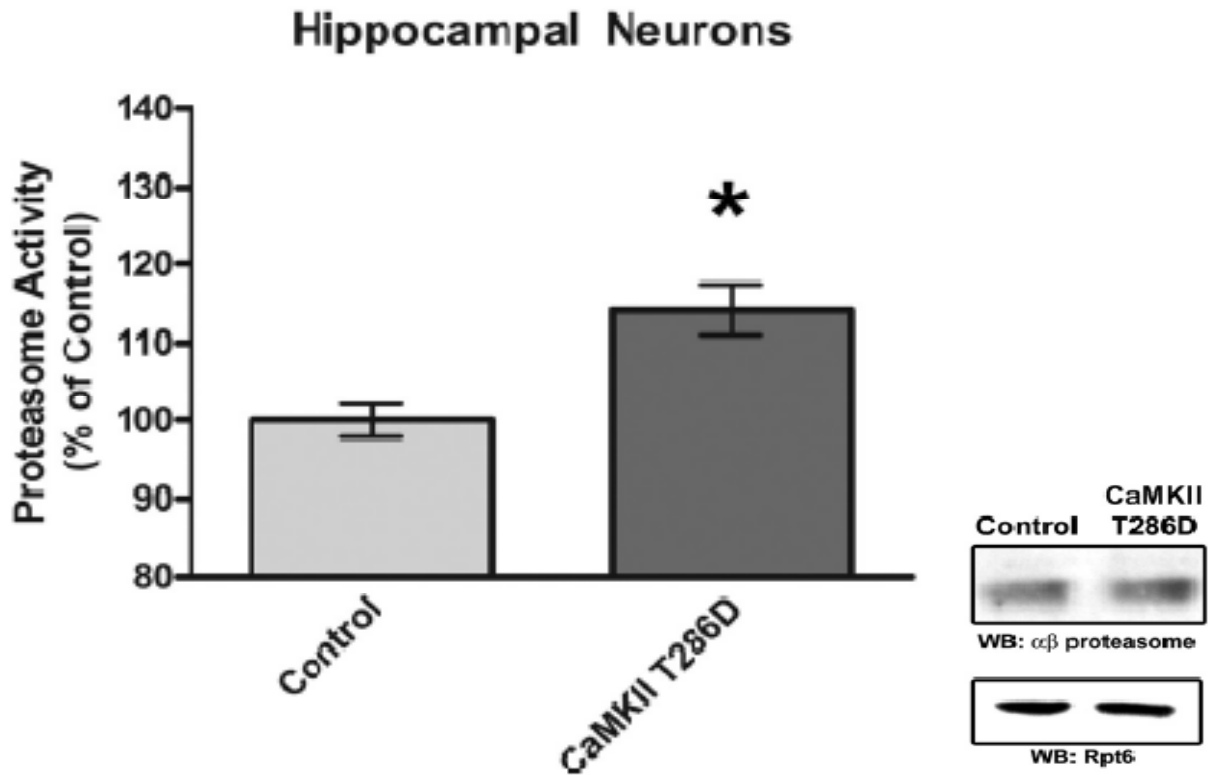 Hippocampal Neurons
Proteasome Activity
(% of Control)
140
130
120
110
100
90
80
*
Control
CaMKII T286D
CaMKII
Control T286D
WB: αβ proteasome
WB: Rpt6